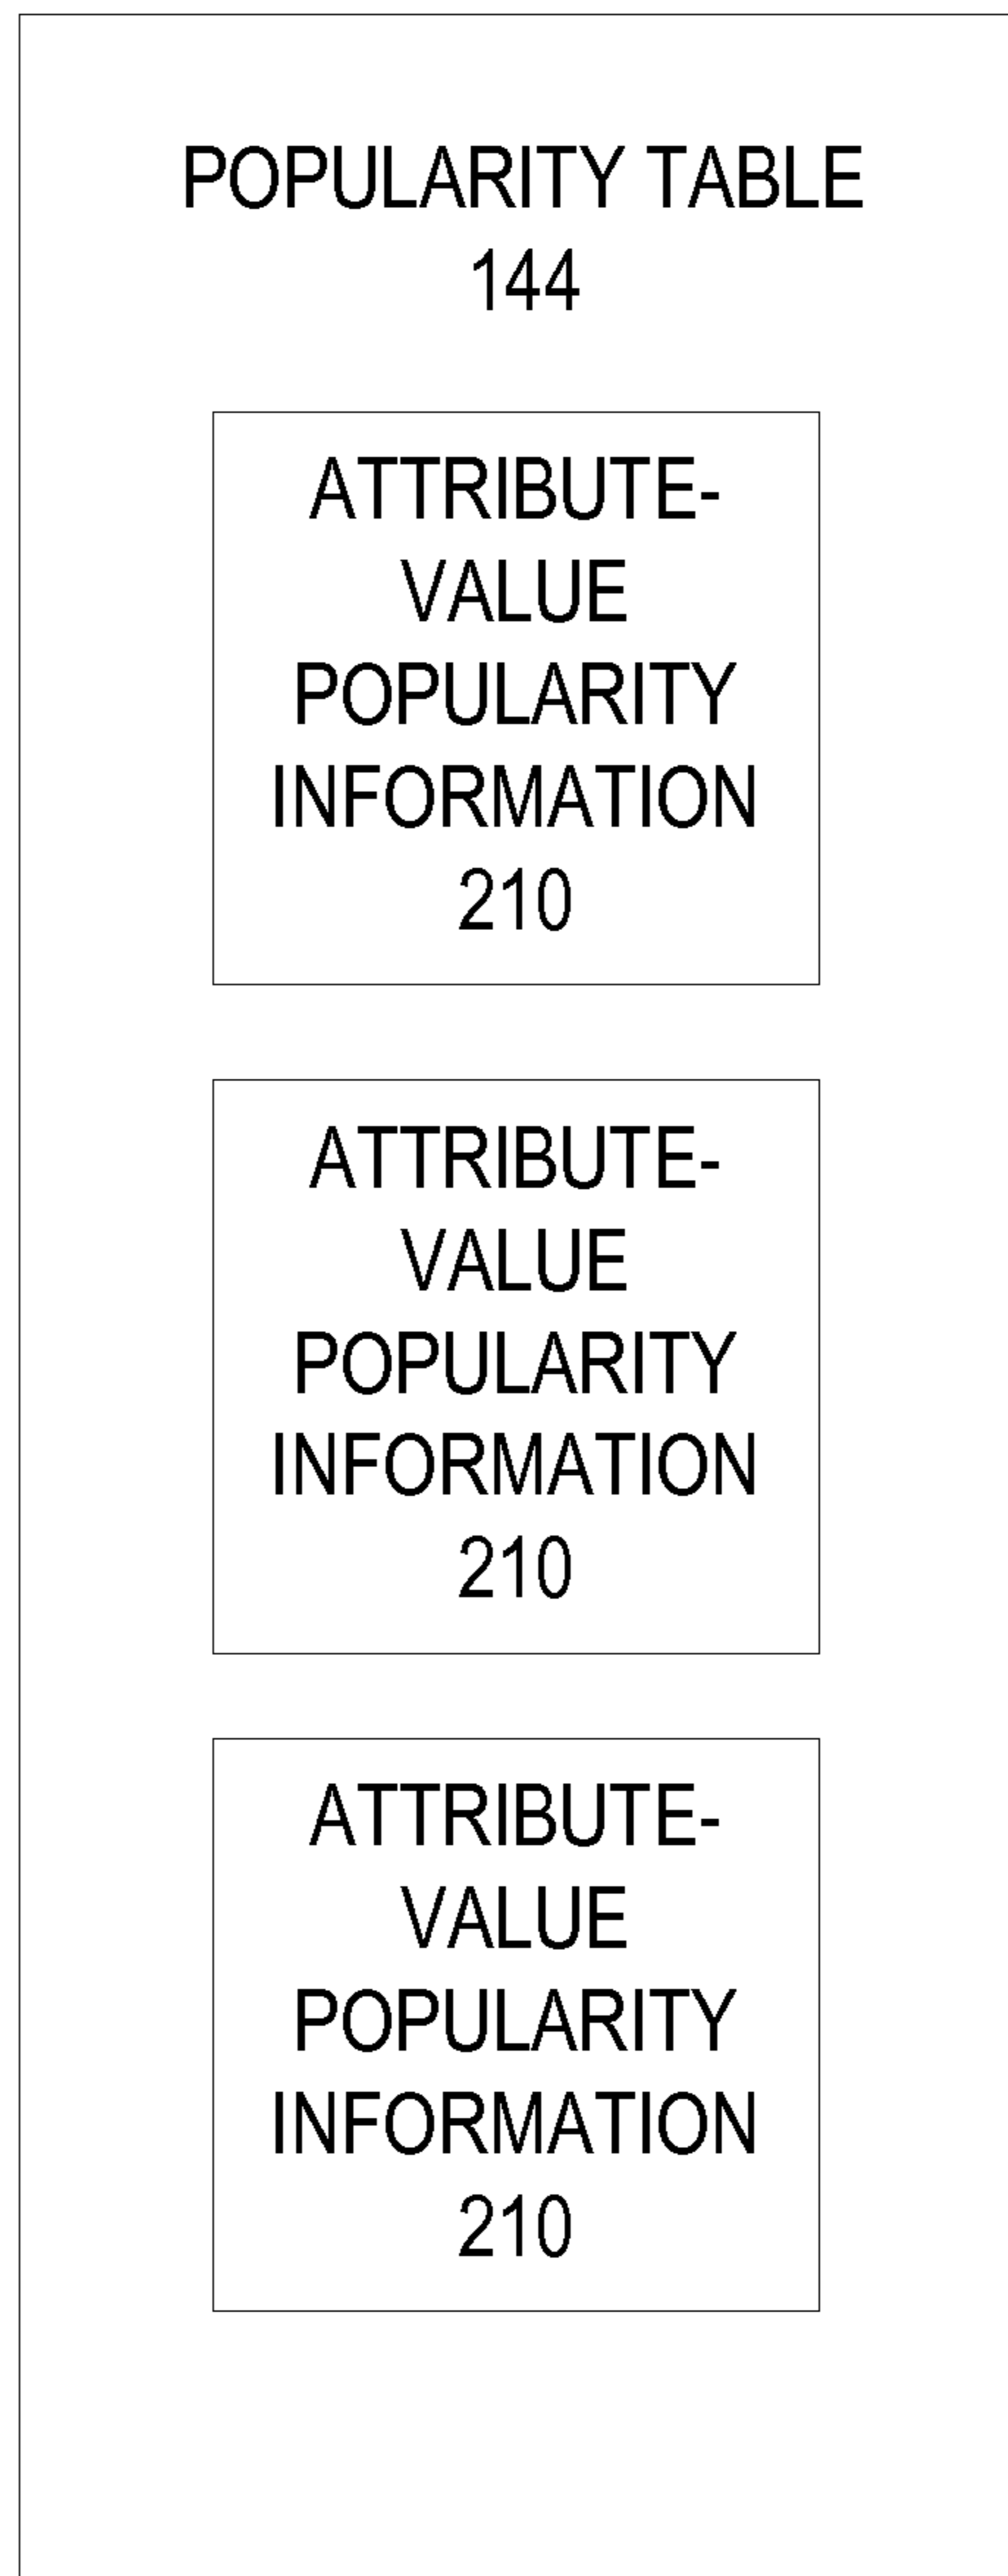 POPULARITY TABLE
144
ATTRIBUTE-
VALUE
POPULARITY
INFORMATION
210
ATTRIBUTE-
VALUE
POPULARITY
INFORMATION
210
ATTRIBUTE-
VALUE
POPULARITY
INFORMATION
210